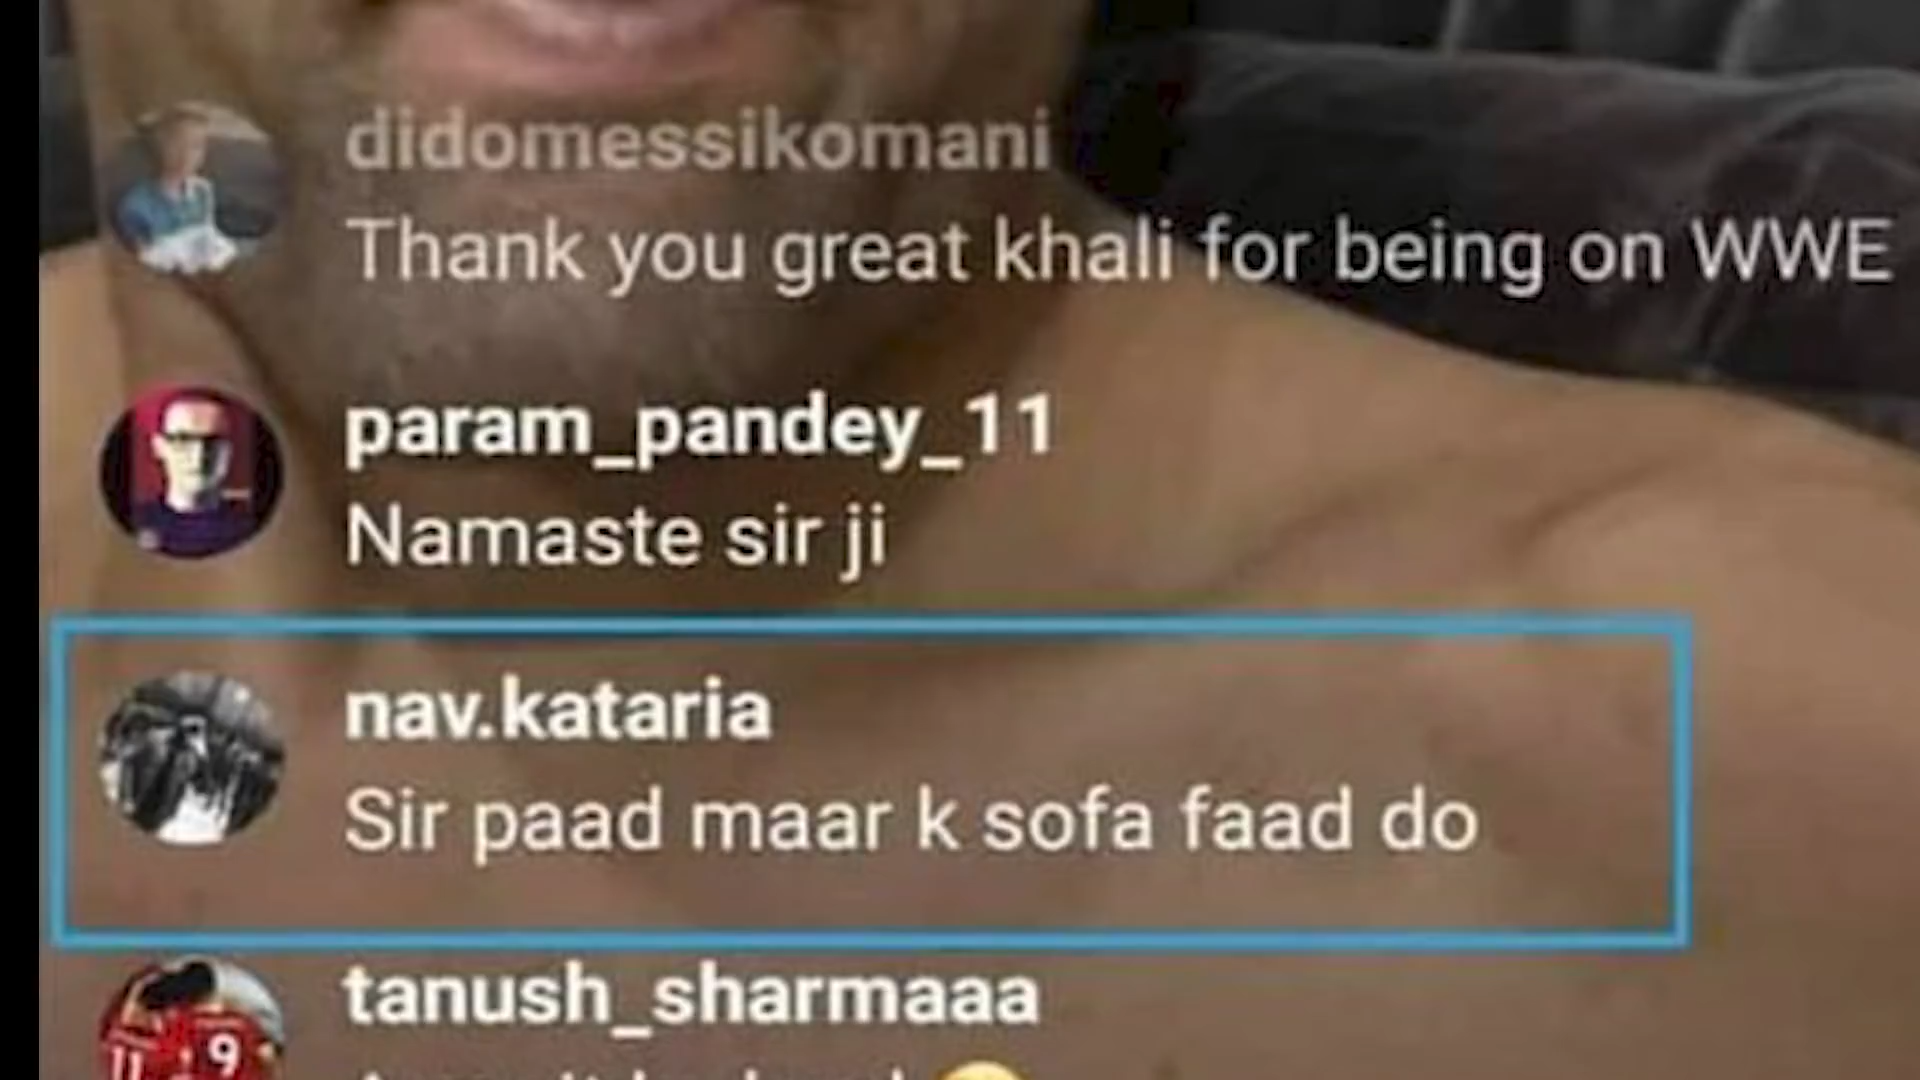 didomessikomani
Thank you great khali for being on WWE
param_pandey_11
Namaste sir ji
nav.kataria
Sir paad maar k sofa faad do
tanush_sharmaaa
9